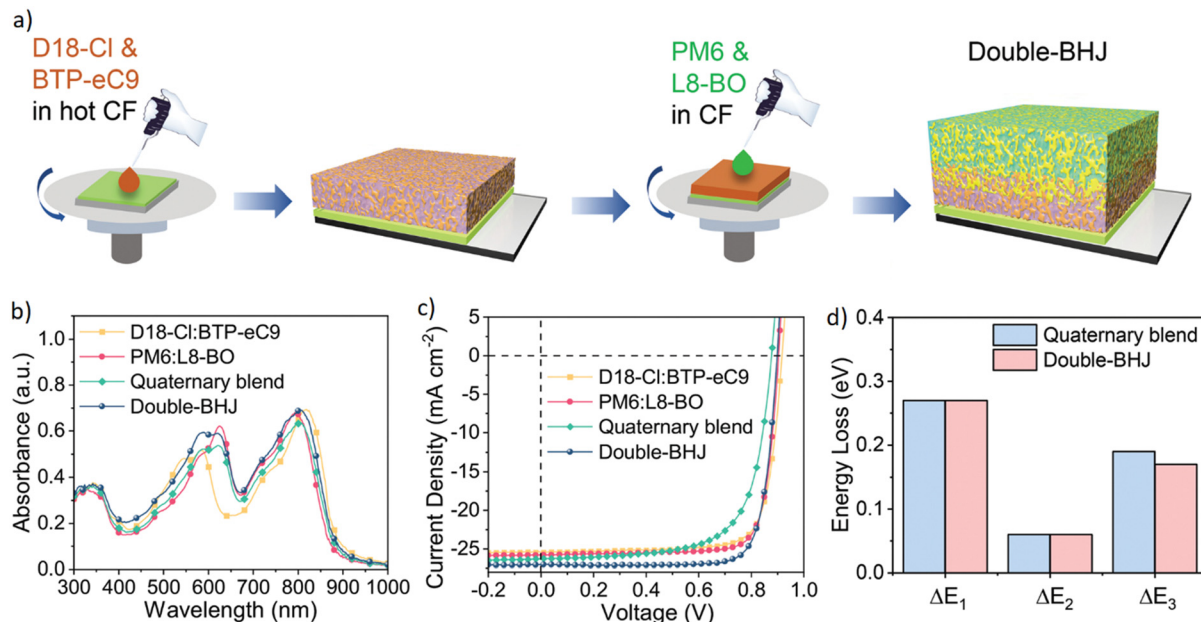 a)
D18-Cl &
BTP-eC9
in hot CF
PM6 &
L8-BO
in CF
Double-BHJ
b)
1.0
0.8
0.6
0.4
0.2
0.0
300 400 500 600 700 800 900 1000
Absorbance (a.u.)
Wavelength (nm)
D18-Cl:BTP-eC9
PM6:L8-BO
Quaternary blend
Double-BHJ
c)
5
0
-5
-10
-15
-20
-25
-0.2 0.0 0.2 0.4 0.6 0.8 1.0
Current Density (mA cm⁻²)
Voltage (V)
D18-Cl:BTP-eC9
PM6:L8-BO
Quaternary blend
Double-BHJ
d)
0.4
0.3
0.2
0.1
0.0
Energy Loss (eV)
Quaternary blend
Double-BHJ
ΔE₁ ΔE₂ ΔE₃